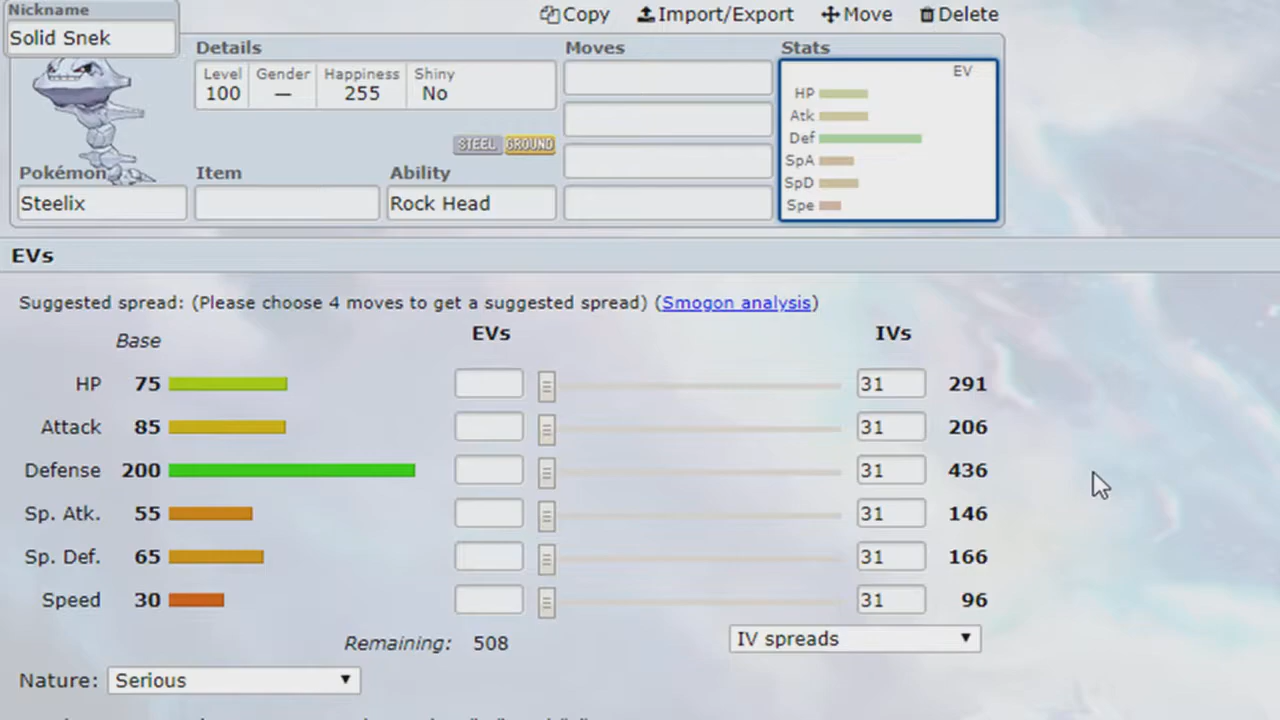 Nickname
Solid Snek
Copy Import/Export Move Delete
Details
Moves
Stats
Level Gender Happiness Shiny
100 — 255 No
EV
HP
Atk
Def
SpA
SpD
Spe
STEEL GROUND
Pokémon Item Ability
Steelix Rock Head
EVs
Suggested spread: (Please choose 4 moves to get a suggested spread) (Smogon analysis)
Base EVs IVs
HP 75 31 291
Attack 85 31 206
Defense 200 31 436
Sp. Atk. 55 31 146
Sp. Def. 65 31 166
Speed 30 31 96
Remaining: 508
IV spreads
Nature: Serious